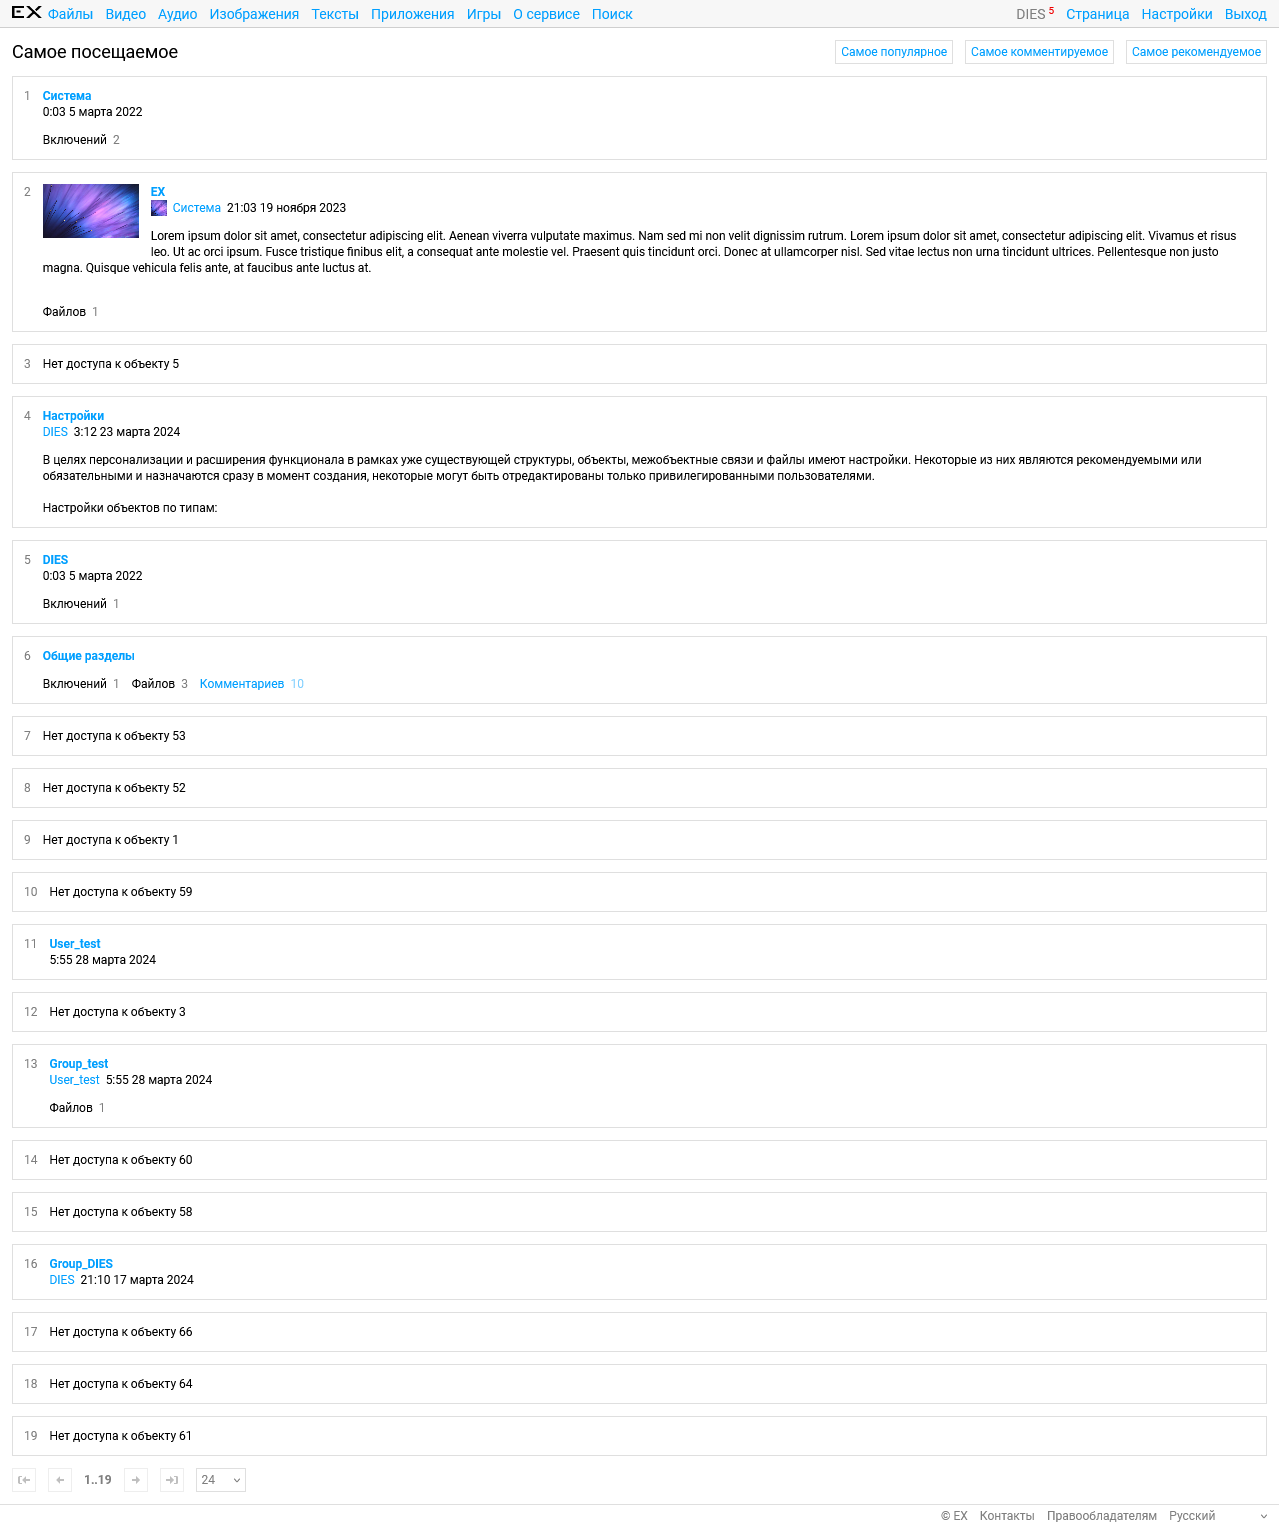 EX Файлы Видео Аудио Изображения Тексты Приложения Игры О сервисе Поиск DIES 5 Страница Настройки Выход
Самое посещаемое Самое популярное Самое комментируемое Самое рекомендуемое
1 Система
0:03 5 марта 2022
Включений 2
2 EX
Система 21:03 19 ноября 2023
Lorem ipsum dolor sit amet, consectetur adipiscing elit. Aenean viverra vulputate maximus. Nam sed mi non velit dignissim rutrum. Lorem ipsum dolor sit amet, consectetur adipiscing elit. Vivamus et risus
leo. Ut ac orci ipsum. Fusce tristique finibus elit, a consequat ante molestie vel. Praesent quis tincidunt orci. Donec at ullamcorper nisl. Sed vitae lectus non urna tincidunt ultrices. Pellentesque non justo
magna. Quisque vehicula felis ante, at faucibus ante luctus at.
Файлов 1
3 Нет доступа к объекту 5
4 Настройки
DIES 3:12 23 марта 2024
В целях персонализации и расширения функционала в рамках уже существующей структуры, объекты, межобъектные связи и файлы имеют настройки. Некоторые из них являются рекомендуемыми или
обязательными и назначаются сразу в момент создания, некоторые могут быть отредактированы только привилегированными пользователями.
Настройки объектов по типам:
5 DIES
0:03 5 марта 2022
Включений 1
6 Общие разделы
Включений 1 Файлов 3 Комментариев 10
7 Нет доступа к объекту 53
8 Нет доступа к объекту 52
9 Нет доступа к объекту 1
10 Нет доступа к объекту 59
11 User_test
5:55 28 марта 2024
12 Нет доступа к объекту 3
13 Group_test
User_test 5:55 28 марта 2024
Файлов 1
14 Нет доступа к объекту 60
15 Нет доступа к объекту 58
16 Group_DIES
DIES 21:10 17 марта 2024
17 Нет доступа к объекту 66
18 Нет доступа к объекту 64
19 Нет доступа к объекту 61
1..19 24
© EX Контакты Правообладателям Русский